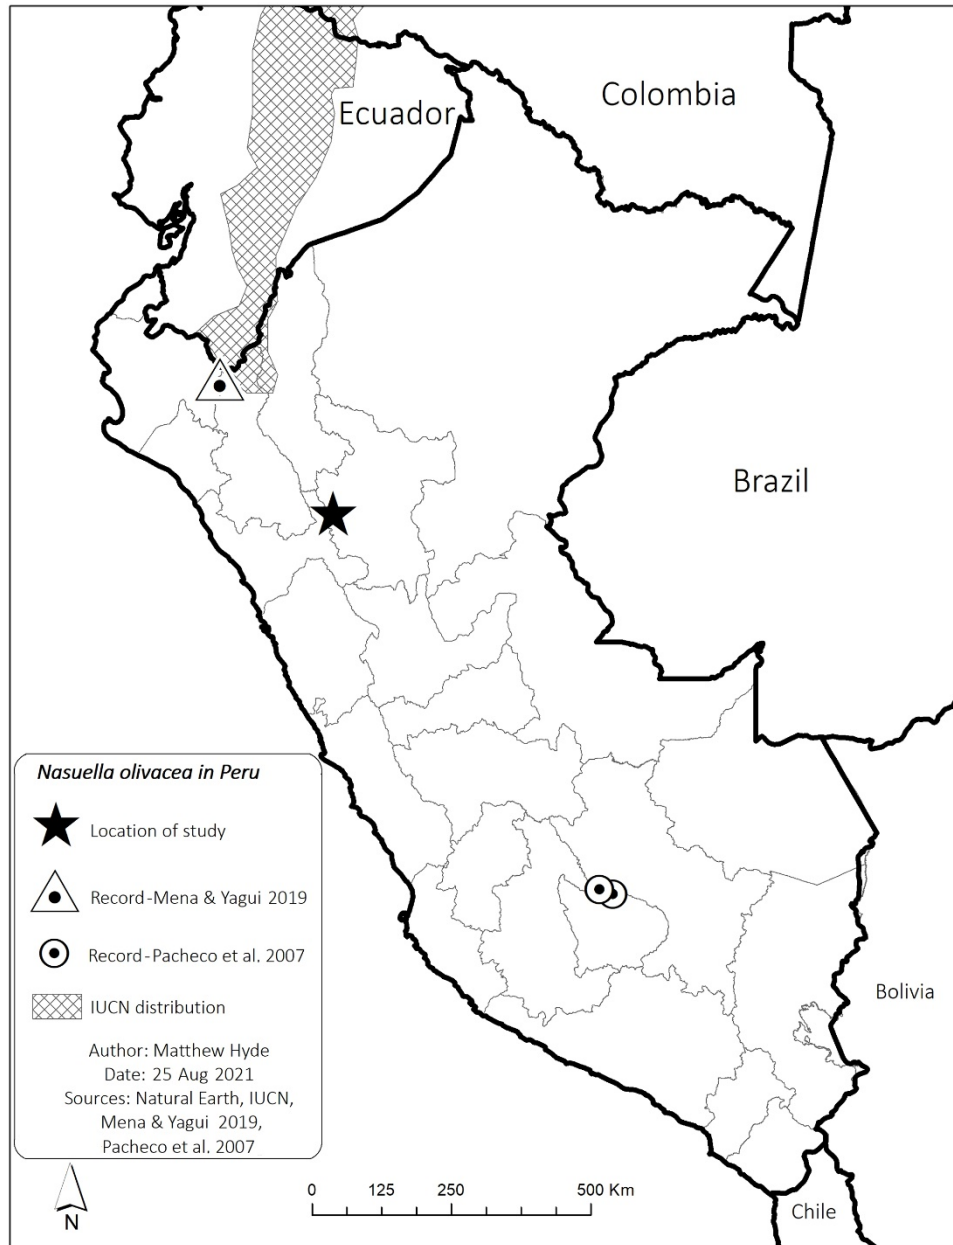 Colombia
Ecuador
Brazil
Nasuella olivacea in Peru
Location of study
Record-Mena & Yagui 2019
Record-Pacheco et al. 2007
IUCN distribution
Author: Matthew Hyde
Date: 25 Aug 2021
Sources: Natural Earth, IUCN,
Mena & Yagui 2019,
Pacheco et al. 2007
Bolivia
N
0 125 250 500 Km
Chile